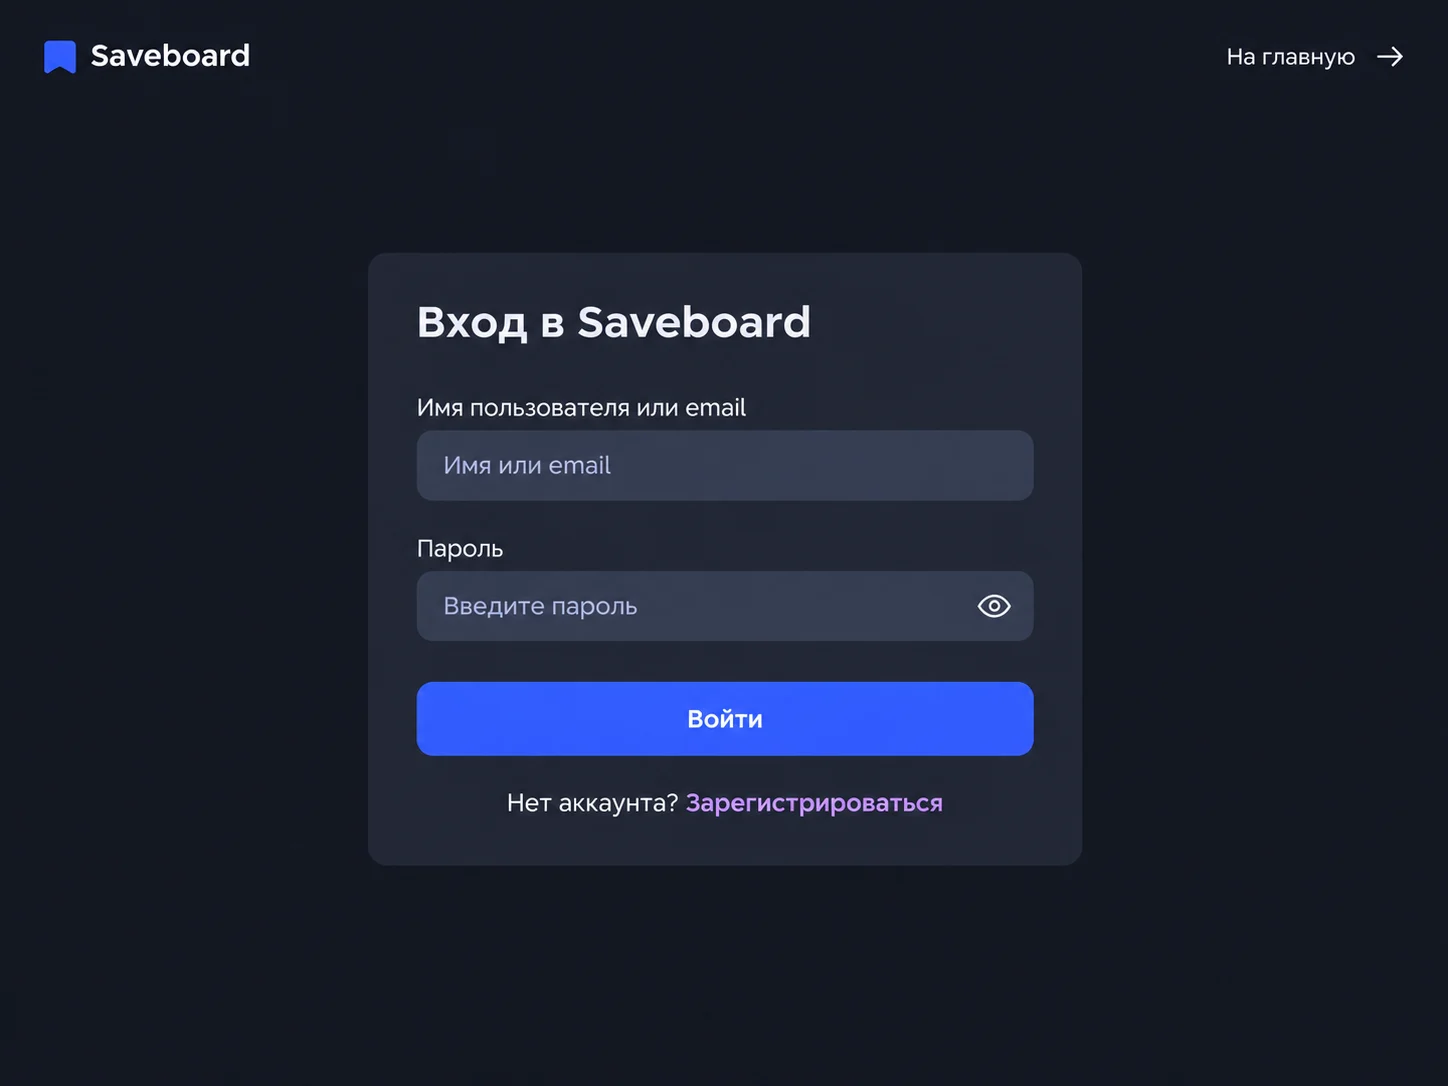 Saveboard
На главную →
Вход в Saveboard
Имя пользователя или email
Имя или email
Пароль
Введите пароль
Войти
Нет аккаунта? Зарегистрироваться